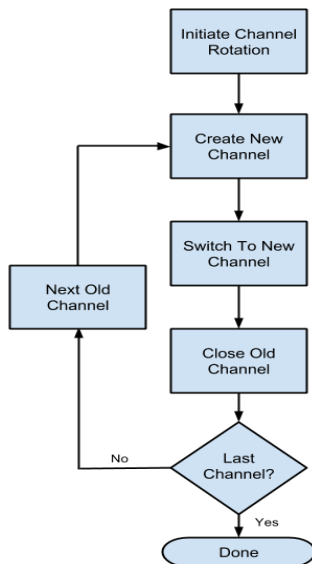 Initiate Channel
Rotation
Create New
Channel
Switch To New
Channel
Next Old
Channel
Close Old
Channel
Last
Channel?
No
Yes
Done